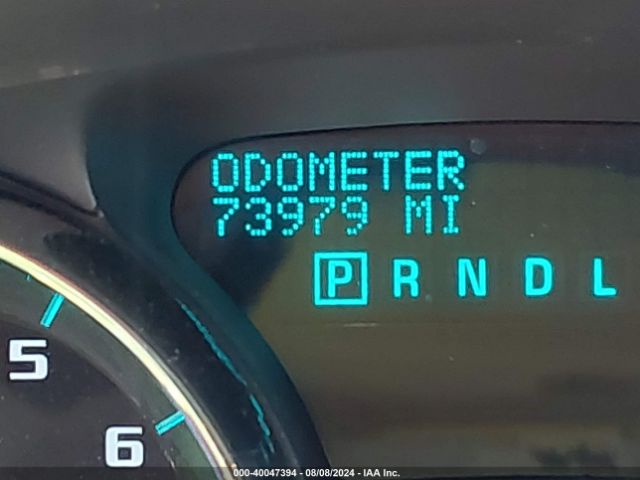 ODOMETER
73979 MI
P R N D L
5
6
000-40047394 - 08/08/2024 - IAA Inc.